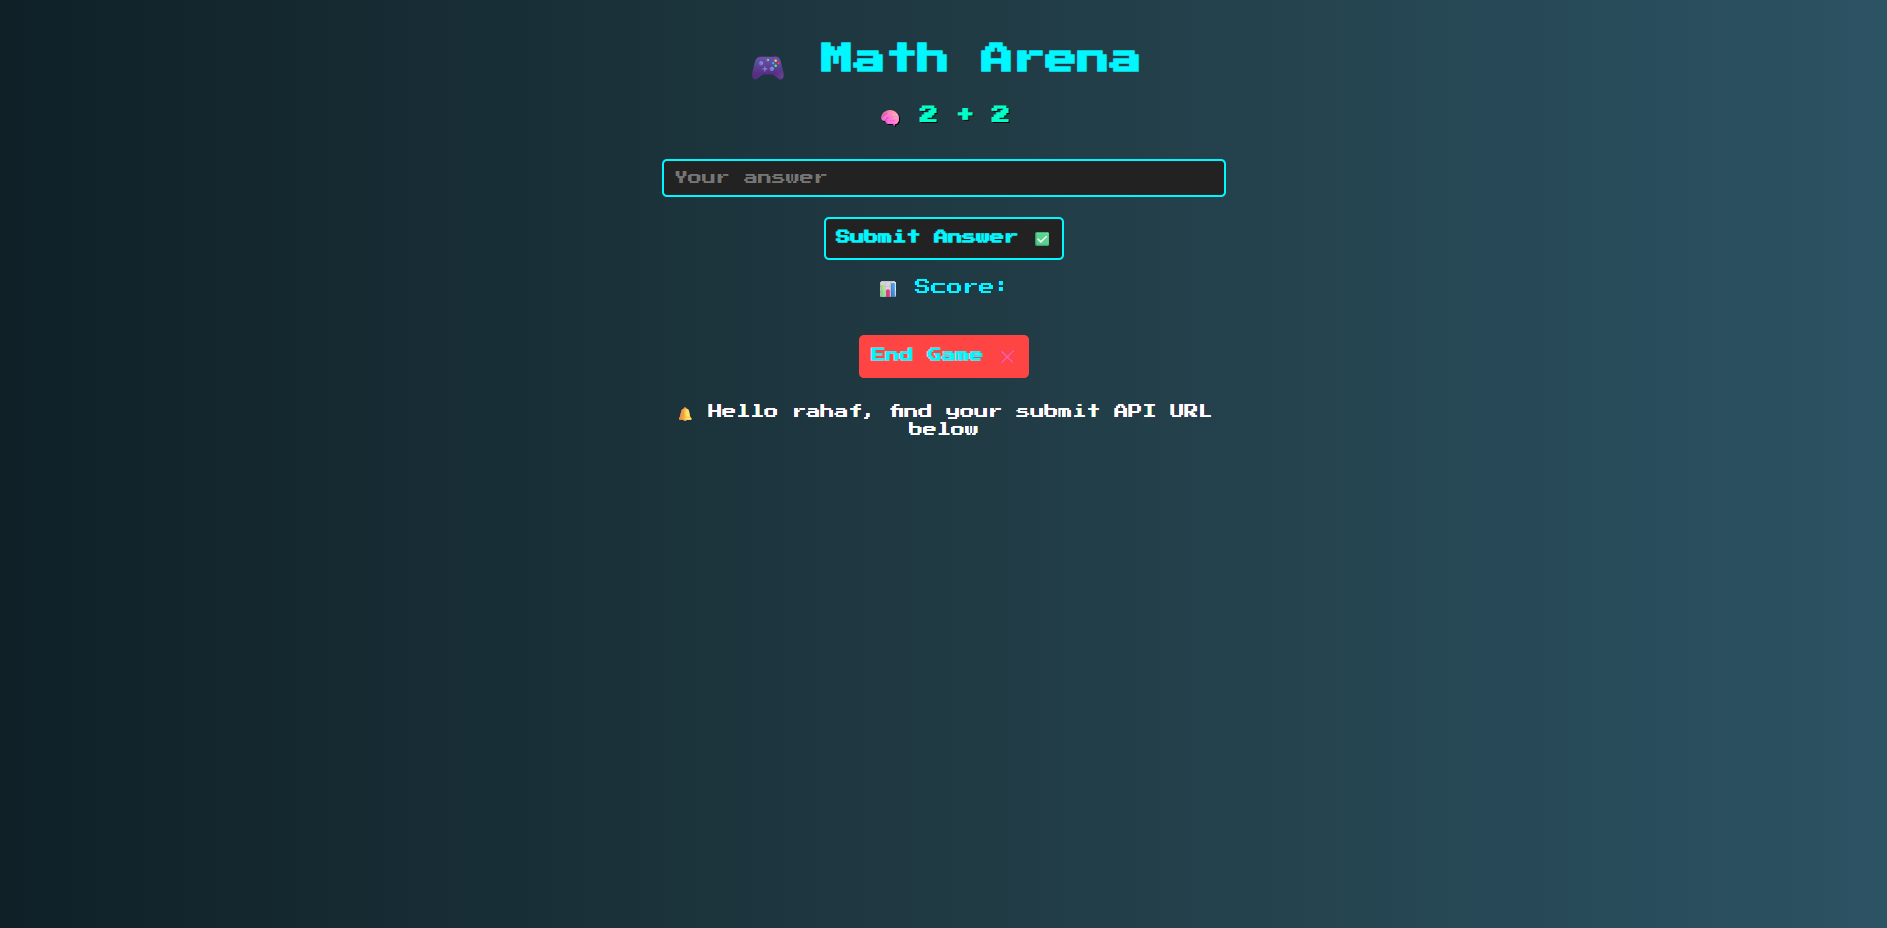 🎮 Math Arena
🧠 2 + 2
Your answer
Submit Answer ✅
📊 Score:
End Game ❌
🔔 Hello rahaf, find your submit API URL
below